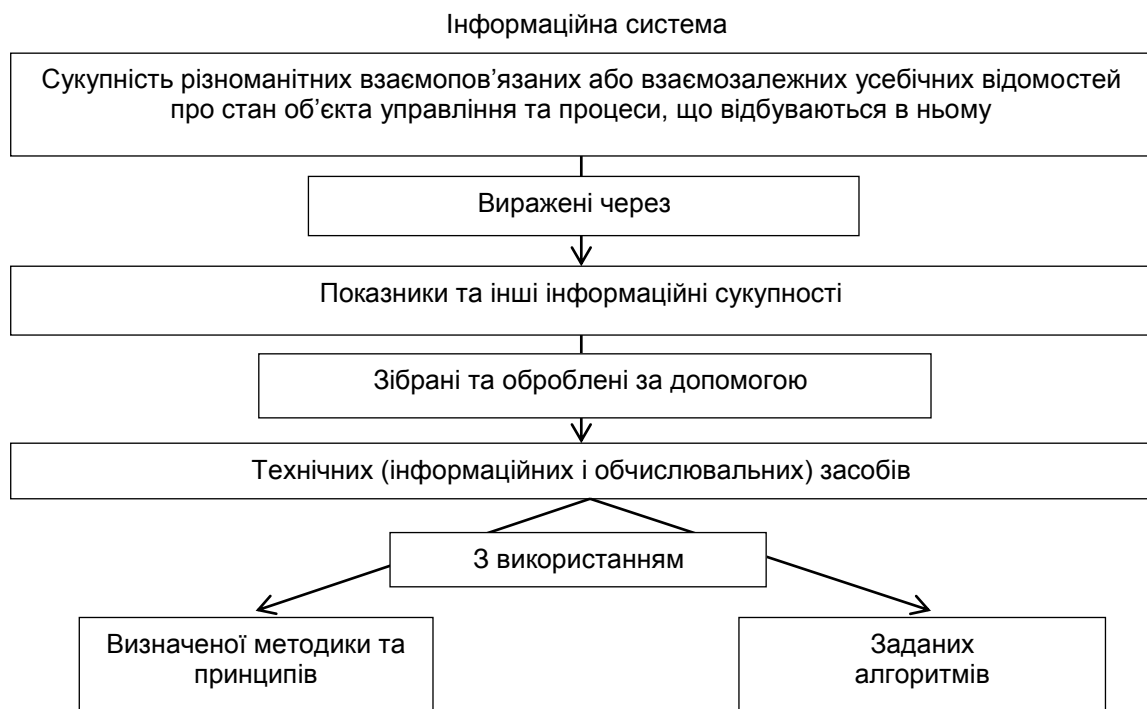 Інформаційна система
Сукупність різноманітних взаємопов’язаних або взаємозалежних усебічних відомостей
про стан об’єкта управління та процеси, що відбуваються в ньому
Виражені через
Показники та інші інформаційні сукупності
Зібрані та оброблені за допомогою
Технічних (інформаційних і обчислювальних) засобів
З використанням
Визначеної методики та
принципів
Заданих
алгоритмів